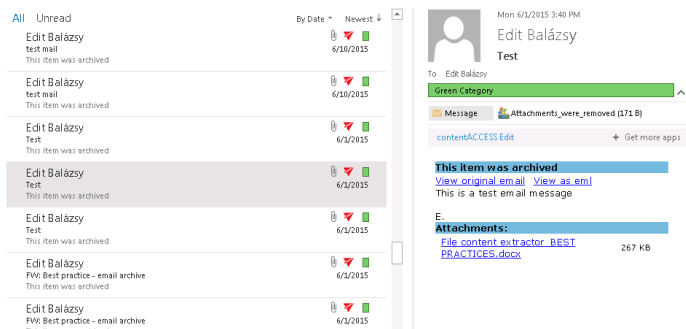 All Unread By Date Newest
Edit Balázsy
test mail 6/10/2015
This item was archived
Edit Balázsy
test mail 6/10/2015
This item was archived
Edit Balázsy
Test 6/1/2015
This item was archived
Edit Balázsy
Test 6/1/2015
This item was archived
Edit Balázsy
Test 6/1/2015
This item was archived
Edit Balázsy
FW: Best practice - email archive 6/1/2015
This item was archived
Edit Balázsy
FW: Best practice - email archive 6/1/2015
Mon 6/1/2015 3:40 PM
Edit Balázsy
Test
To Edit Balázsy
Green Category
Message Attachments_were_removed (171 B)
contentACCESS Edit + Get more apps
This item was archived
View original email View as eml
This is a test email message
E.
Attachments:
File content extractor BEST
PRACTICES.docx 267 KB